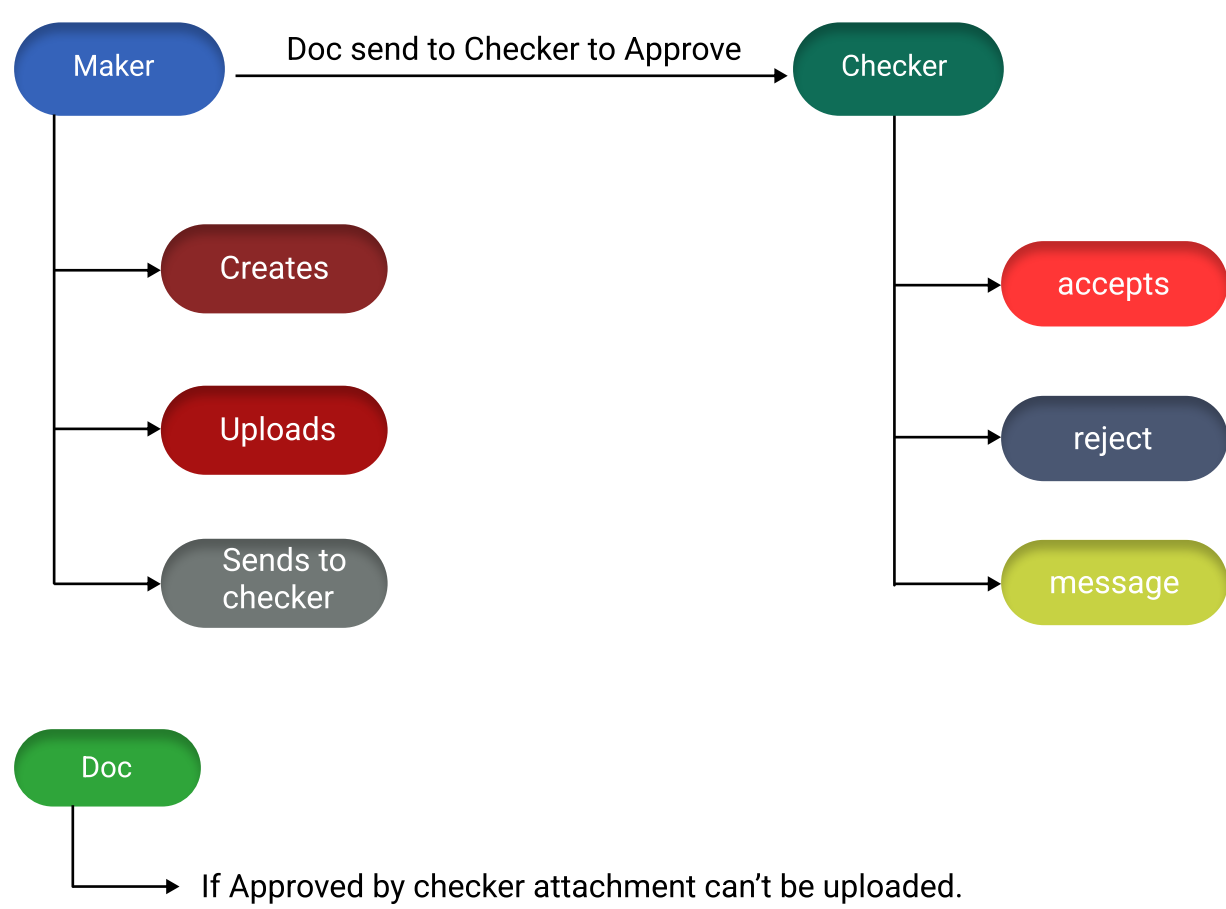 Maker
Doc send to Checker to Approve
Checker
Creates
accepts
Uploads
reject
Sends to
checker
message
Doc
If Approved by checker attachment can’t be uploaded.